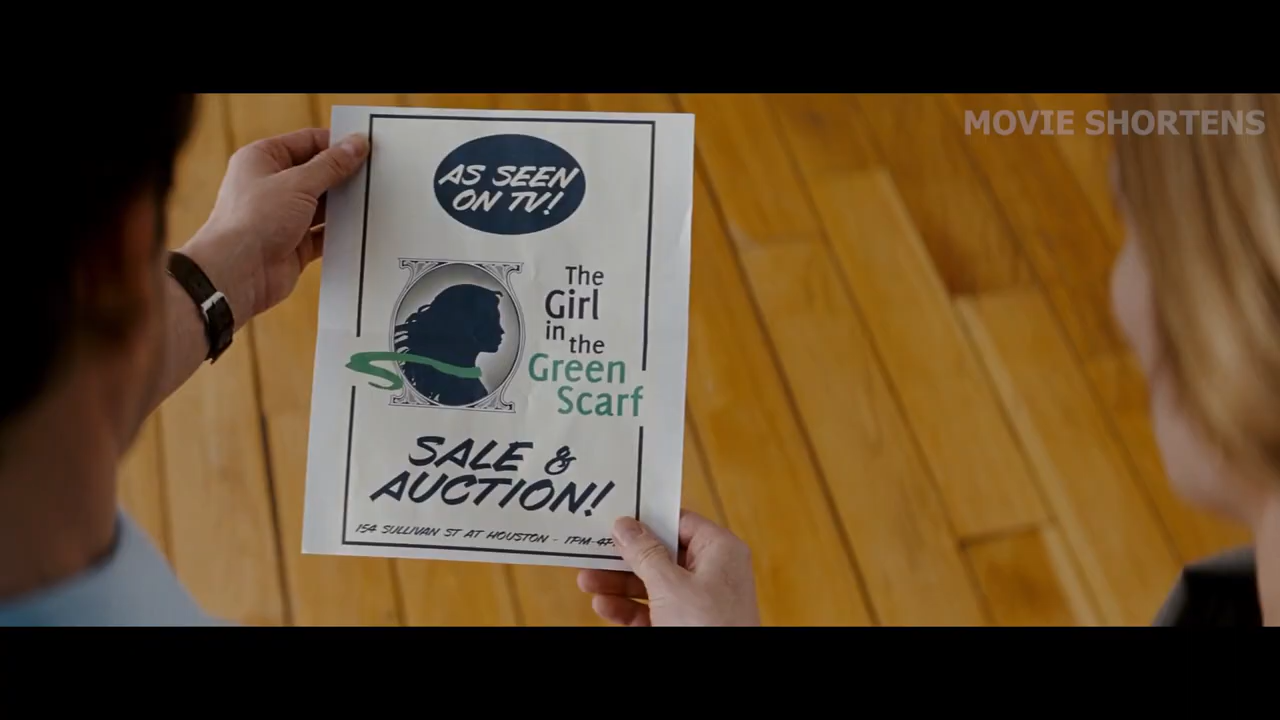 MOVIE SHORTENS
AS SEEN
ON TV!
The
Girl
in the
Green
Scarf
SALE &
AUCTION!
154 SULLIVAN ST AT HOUSTON - 1PM-4P